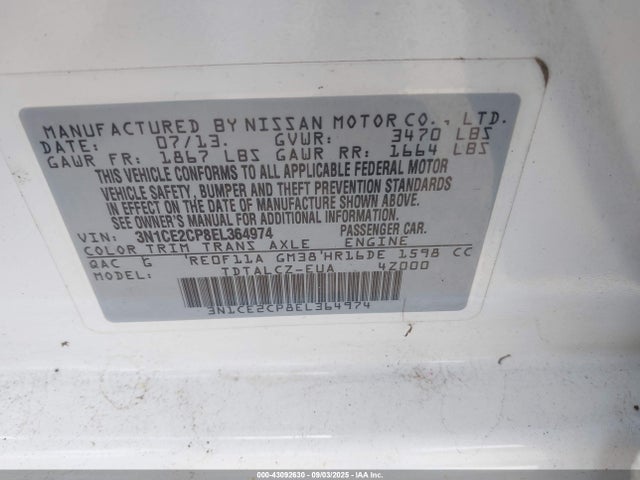 MANUFACTURED BY NISSAN MOTOR CO., LTD.
DATE: 07/13. GVWR: 3470 LBS
GAWR FR: 1867 LBS GAWR RR: 1664 LBS
THIS VEHICLE CONFORMS TO ALL APPLICABLE FEDERAL MOTOR
VEHICLE SAFETY, BUMPER AND THEFT PREVENTION STANDARDS
IN EFFECT ON THE DATE OF MANUFACTURE SHOWN ABOVE.
SEE OWNER'S MANUAL FOR ADDITIONAL INFORMATION.
VIN: 3N1CE2CP8EL364974 PASSENGER CAR.
COLOR TRIM TRANS AXLE ENGINE
QAC G RE0F11A GM38 HR16DE 1598 CC
MODEL: TDTALCZ-EUA 4Z000
3N1CE2CP8EL364974
000-43092630 - 09/03/2025 - IAA, Inc.